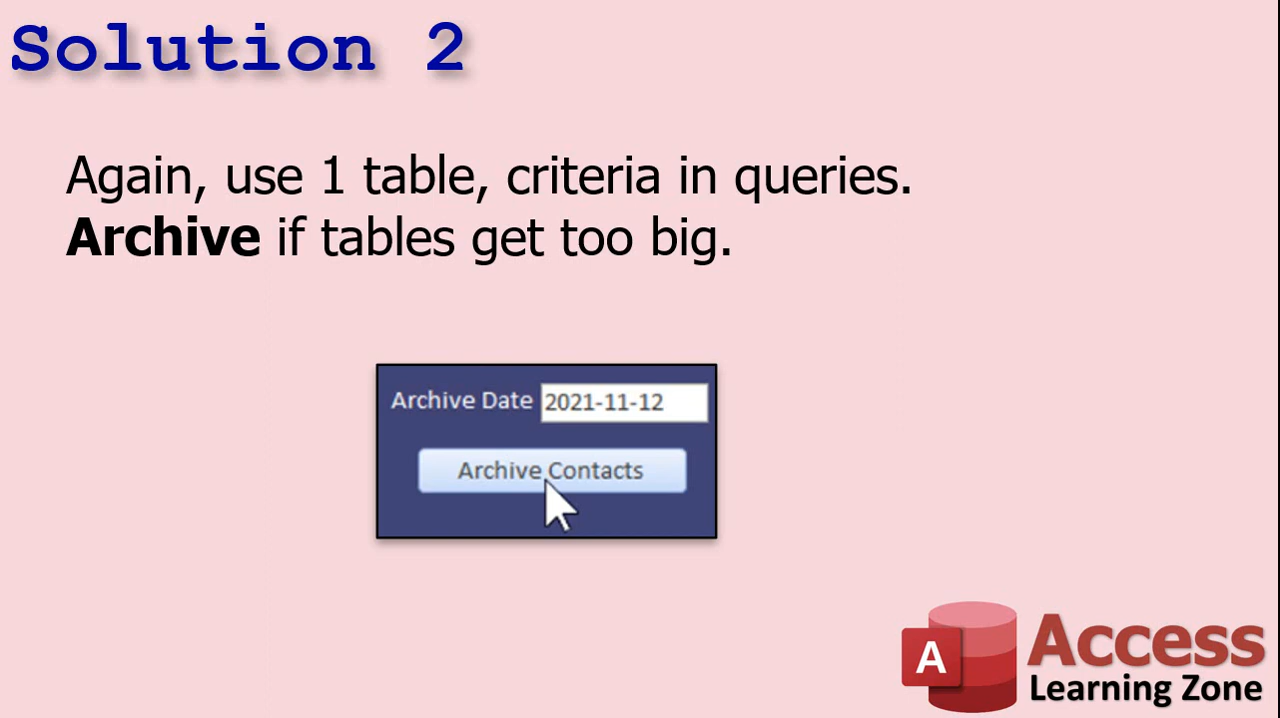 Solution 2
Again, use 1 table, criteria in queries.
Archive if tables get too big.
Archive Date 2021-11-12
Archive Contacts
A Access
Learning Zone